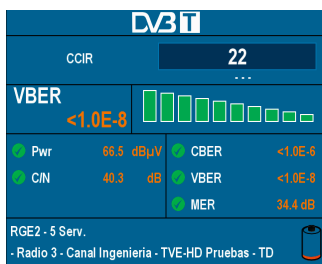 DVB T
CCIR 22
---
VBER
<1.0E-8
Pwr 66.5 dBµV
CBER <1.0E-6
C/N 40.3 dB
VBER <1.0E-8
MER 34.4 dB
RGE2 - 5 Serv.
- Radio 3 - Canal Ingenieria - TVE-HD Pruebas - TD